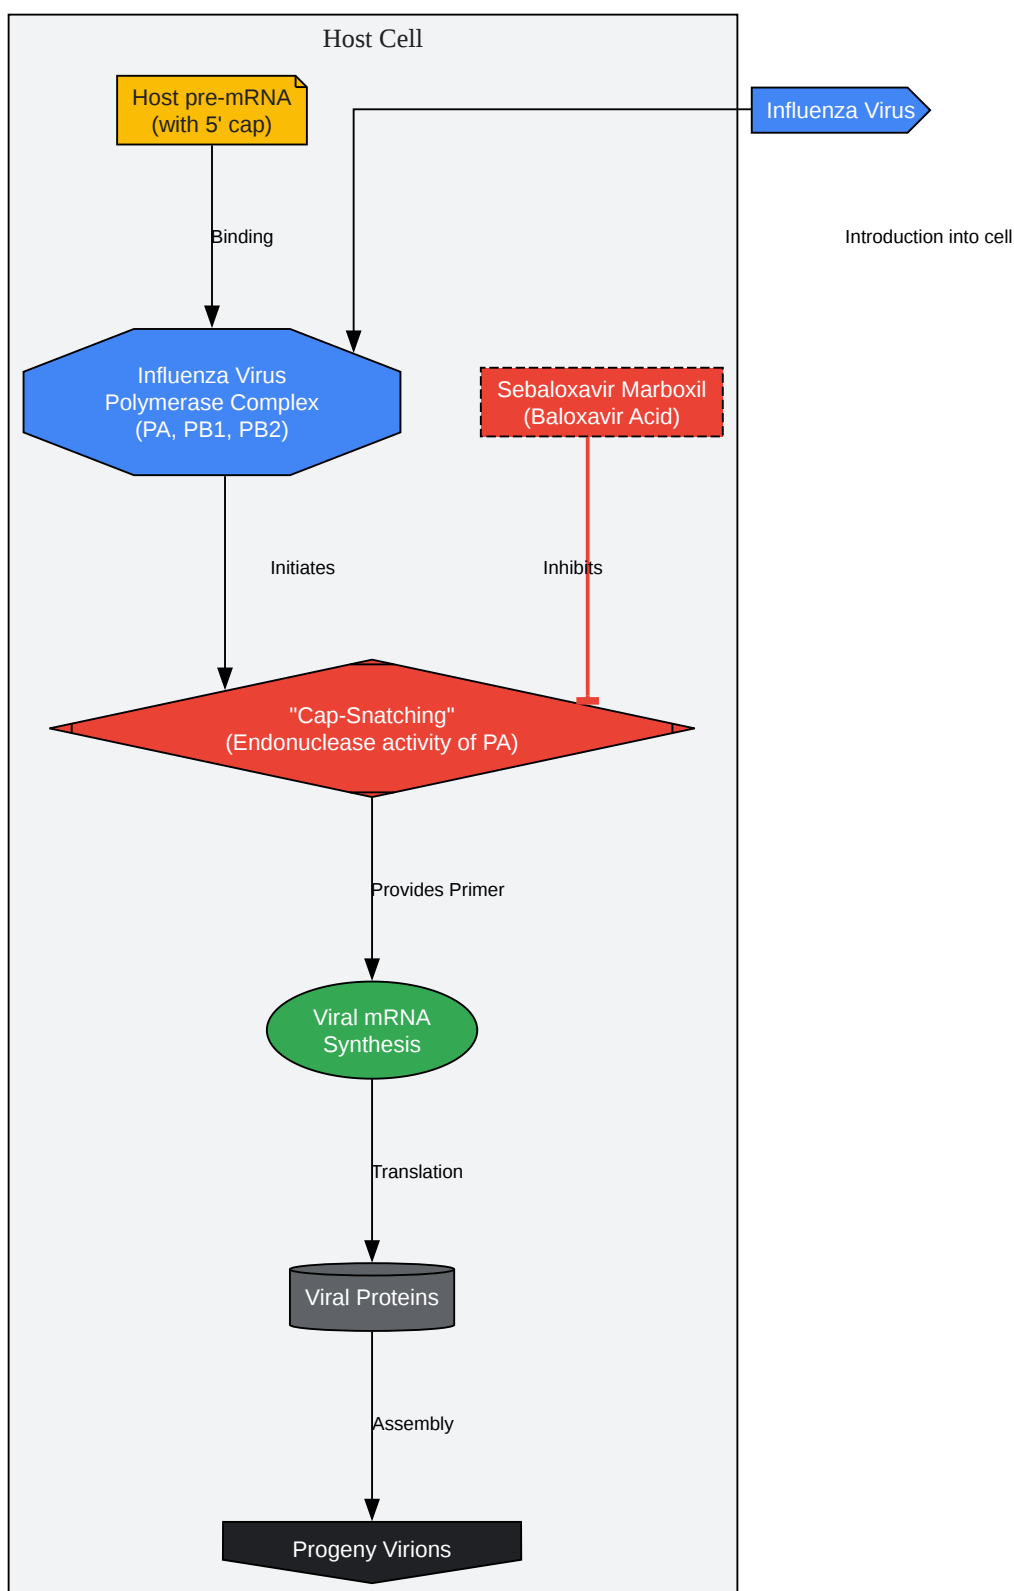 Host Cell
Host pre-mRNA
(with 5' cap)
Influenza Virus
Binding
Introduction into cell
Influenza Virus
Polymerase Complex
(PA, PB1, PB2)
Sebaloxavir Marboxil
(Baloxavir Acid)
Initiates
Inhibits
"Cap-Snatching"
(Endonuclease activity of PA)
Provides Primer
Viral mRNA
Synthesis
Translation
Viral Proteins
Assembly
Progeny Virions